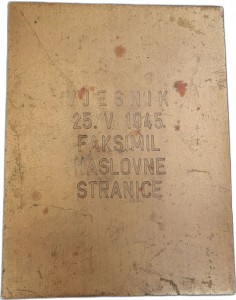 VJESNIK
25. V. 1945.
FAKSIMIL
NASLOVNE
STRANICE